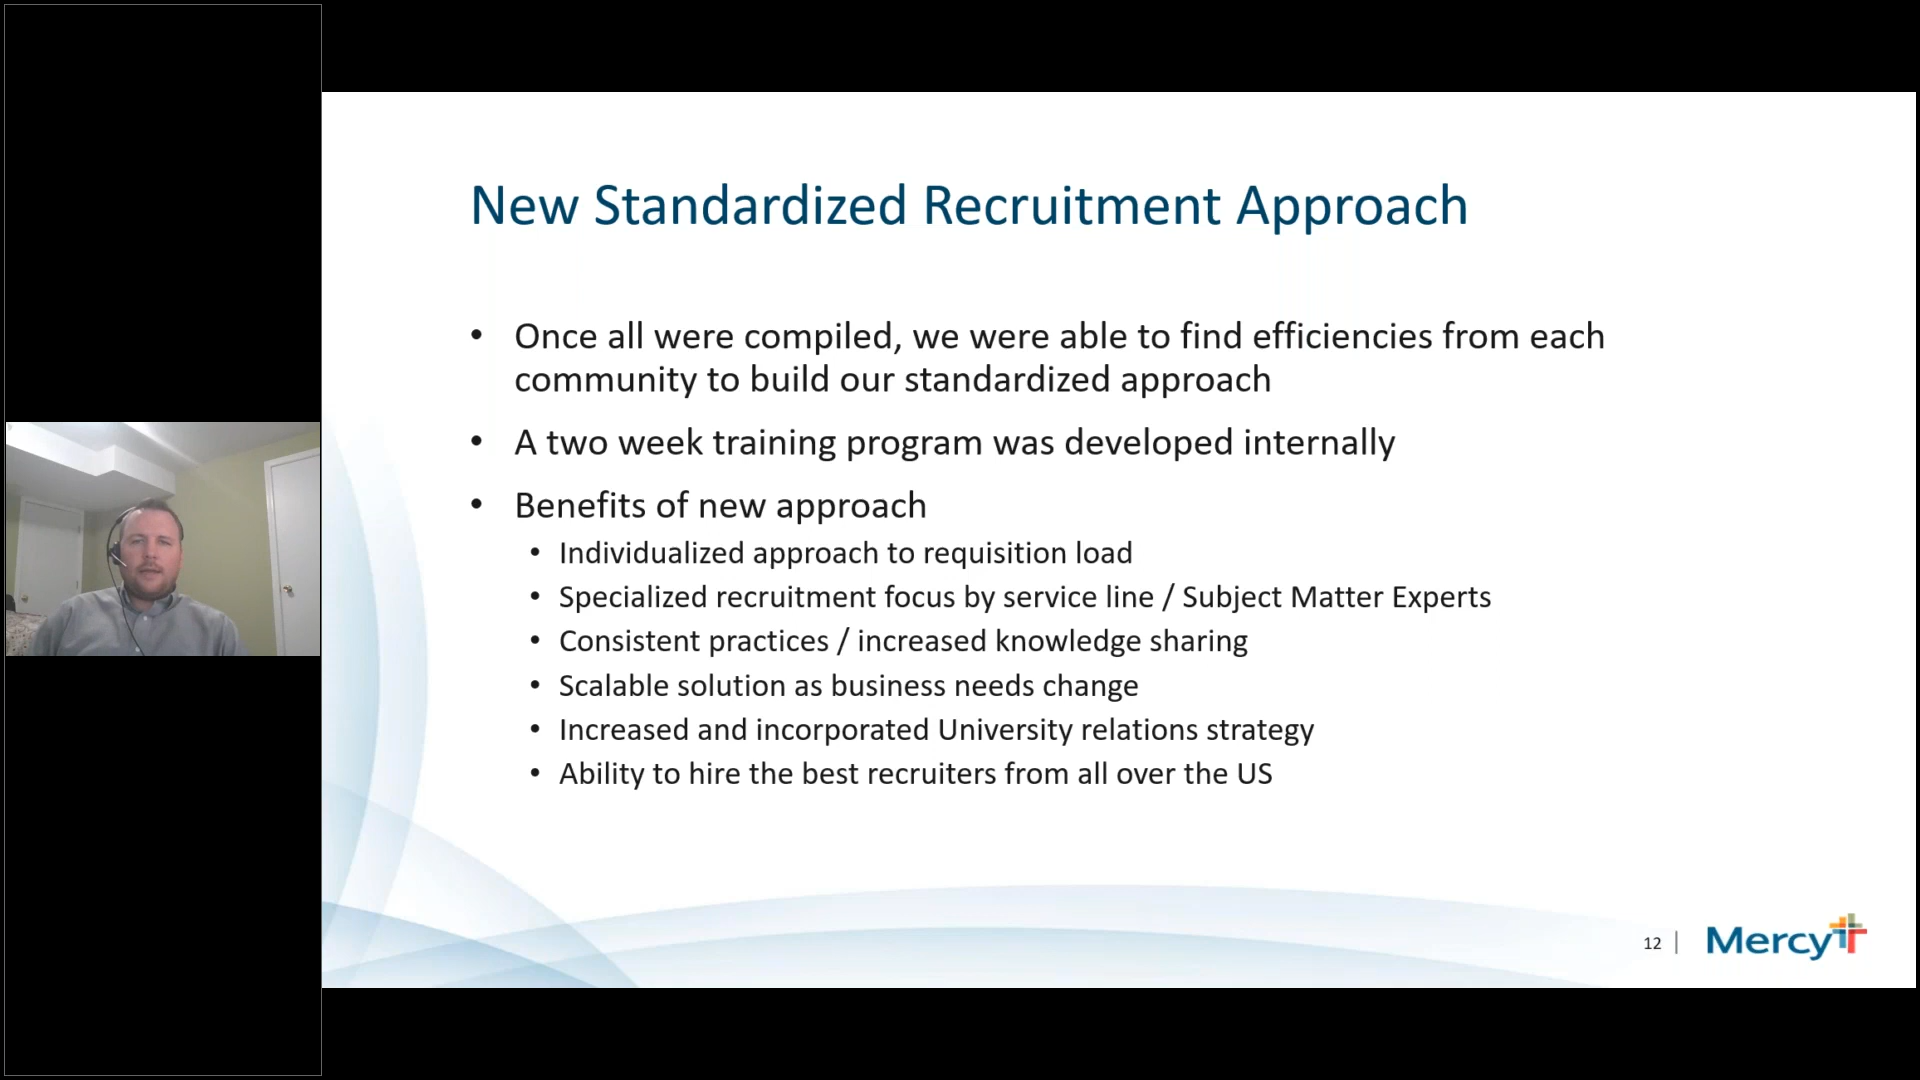 New Standardized Recruitment Approach
• Once all were compiled, we were able to find efficiencies from each
community to build our standardized approach
• A two week training program was developed internally
• Benefits of new approach
• Individualized approach to requisition load
• Specialized recruitment focus by service line / Subject Matter Experts
• Consistent practices / increased knowledge sharing
• Scalable solution as business needs change
• Increased and incorporated University relations strategy
• Ability to hire the best recruiters from all over the US
12 |
Mercy